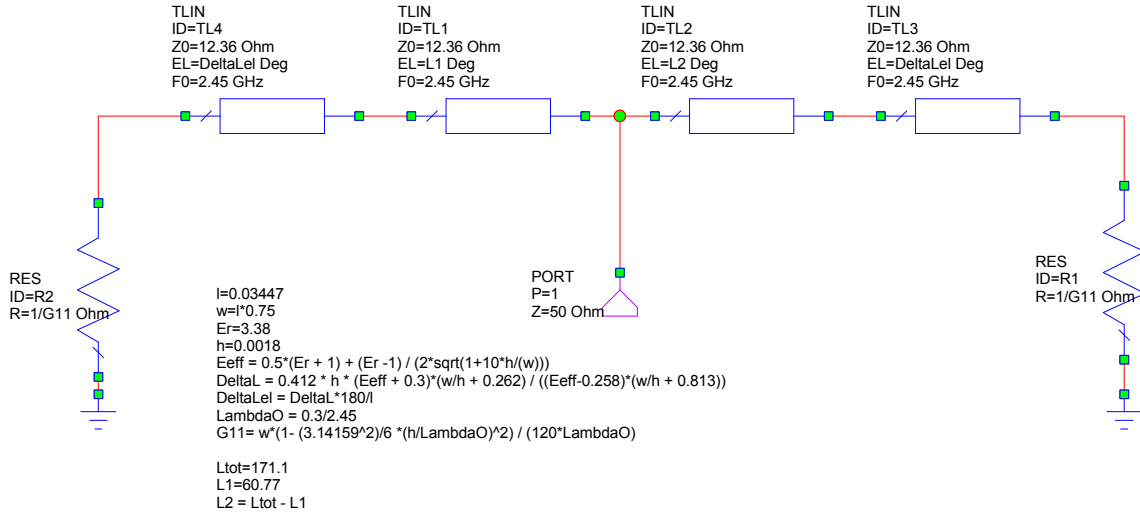 TLIN
ID=TL4
Z0=12.36 Ohm
EL=DeltaLel Deg
F0=2.45 GHz
TLIN
ID=TL1
Z0=12.36 Ohm
EL=L1 Deg
F0=2.45 GHz
TLIN
ID=TL2
Z0=12.36 Ohm
EL=L2 Deg
F0=2.45 GHz
TLIN
ID=TL3
Z0=12.36 Ohm
EL=DeltaLel Deg
F0=2.45 GHz
RES
ID=R2
R=1/G11 Ohm
PORT
P=1
Z=50 Ohm
RES
ID=R1
R=1/G11 Ohm
l=0.03447
w=l*0.75
Er=3.38
h=0.0018
Eeff = 0.5*(Er + 1) + (Er -1) / (2*sqrt(1+10*h/(w)))
DeltaL = 0.412 * h * (Eeff + 0.3)*(w/h + 0.262) / ((Eeff-0.258)*(w/h + 0.813))
DeltaLel = DeltaL*180/l
LambdaO = 0.3/2.45
G11= w*(1- (3.14159^2)/6 *(h/LambdaO)^2) / (120*LambdaO)
Ltot=171.1
L1=60.77
L2 = Ltot - L1